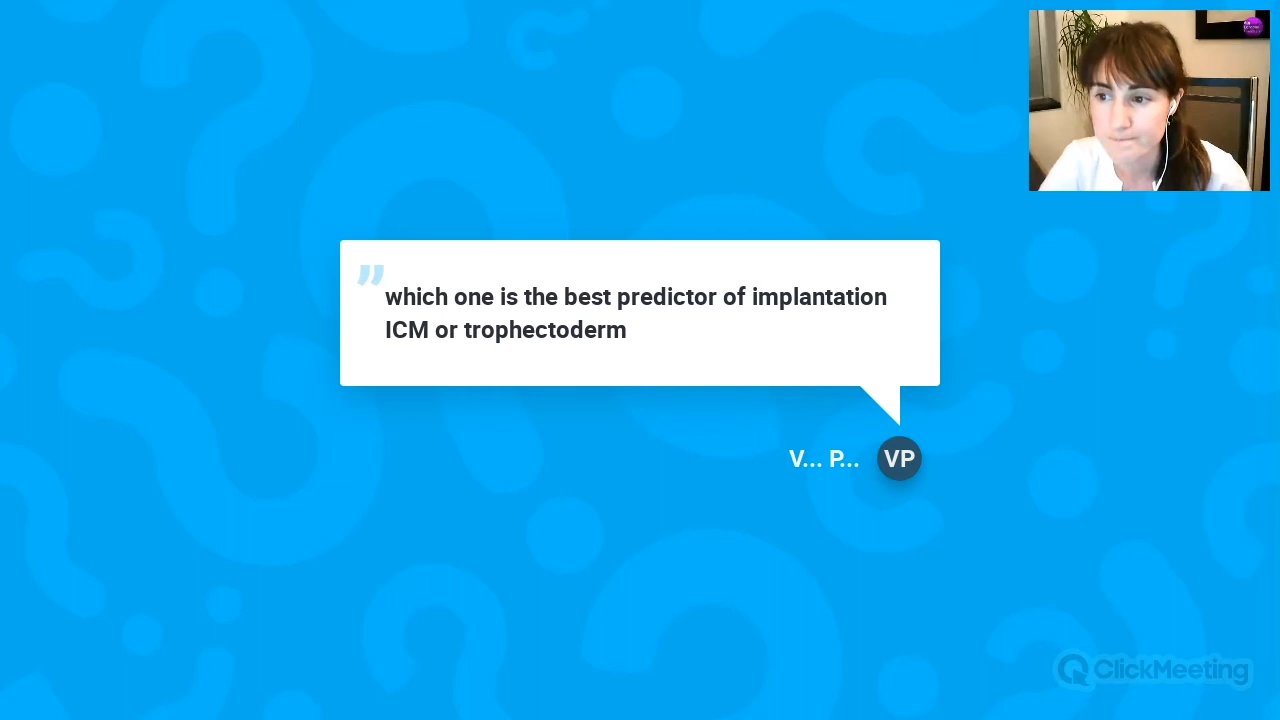 which one is the best predictor of implantation
ICM or trophectoderm
V... P...
VP
ClickMeeting